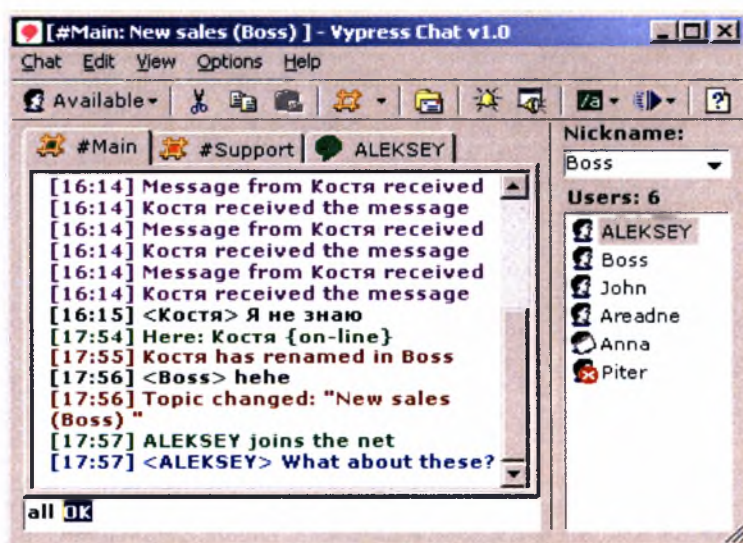 [#Main: New sales (Boss) ] - Vypress Chat v1.0
Chat Edit View Options Help
Available
#Main #Support ALEKSEY
[16:14] Message from Костя received
[16:14] Костя received the message
[16:14] Message from Костя received
[16:14] Костя received the message
[16:14] Message from Костя received
[16:14] Костя received the message
[16:15] <Костя> Я не знаю
[17:54] Here: Костя {on-line}
[17:55] Костя has renamed in Boss
[17:56] <Boss> hehe
[17:56] Topic changed: "New sales
(Boss) "
[17:57] ALEKSEY joins the net
[17:57] <ALEKSEY> What about these?
all OK
Nickname:
Boss
Users: 6
ALEKSEY
Boss
John
Areadne
Anna
Piter